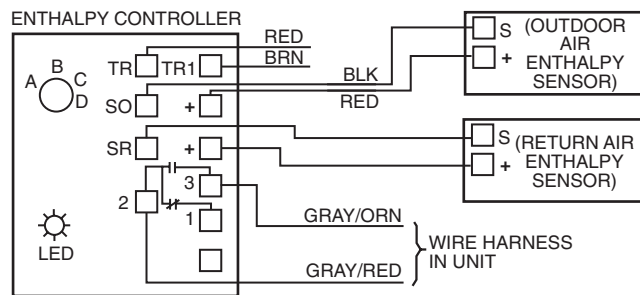 ENTHALPY CONTROLLER
RED
BRN
TR TR1
A B C D
BLK
RED
SO +
S (OUTDOOR
AIR
+ ENTHALPY
SENSOR)
SR +
S (RETURN AIR
+ ENTHALPY
SENSOR)
3
2
1
LED
GRAY/ORN
WIRE HARNESS
IN UNIT
GRAY/RED